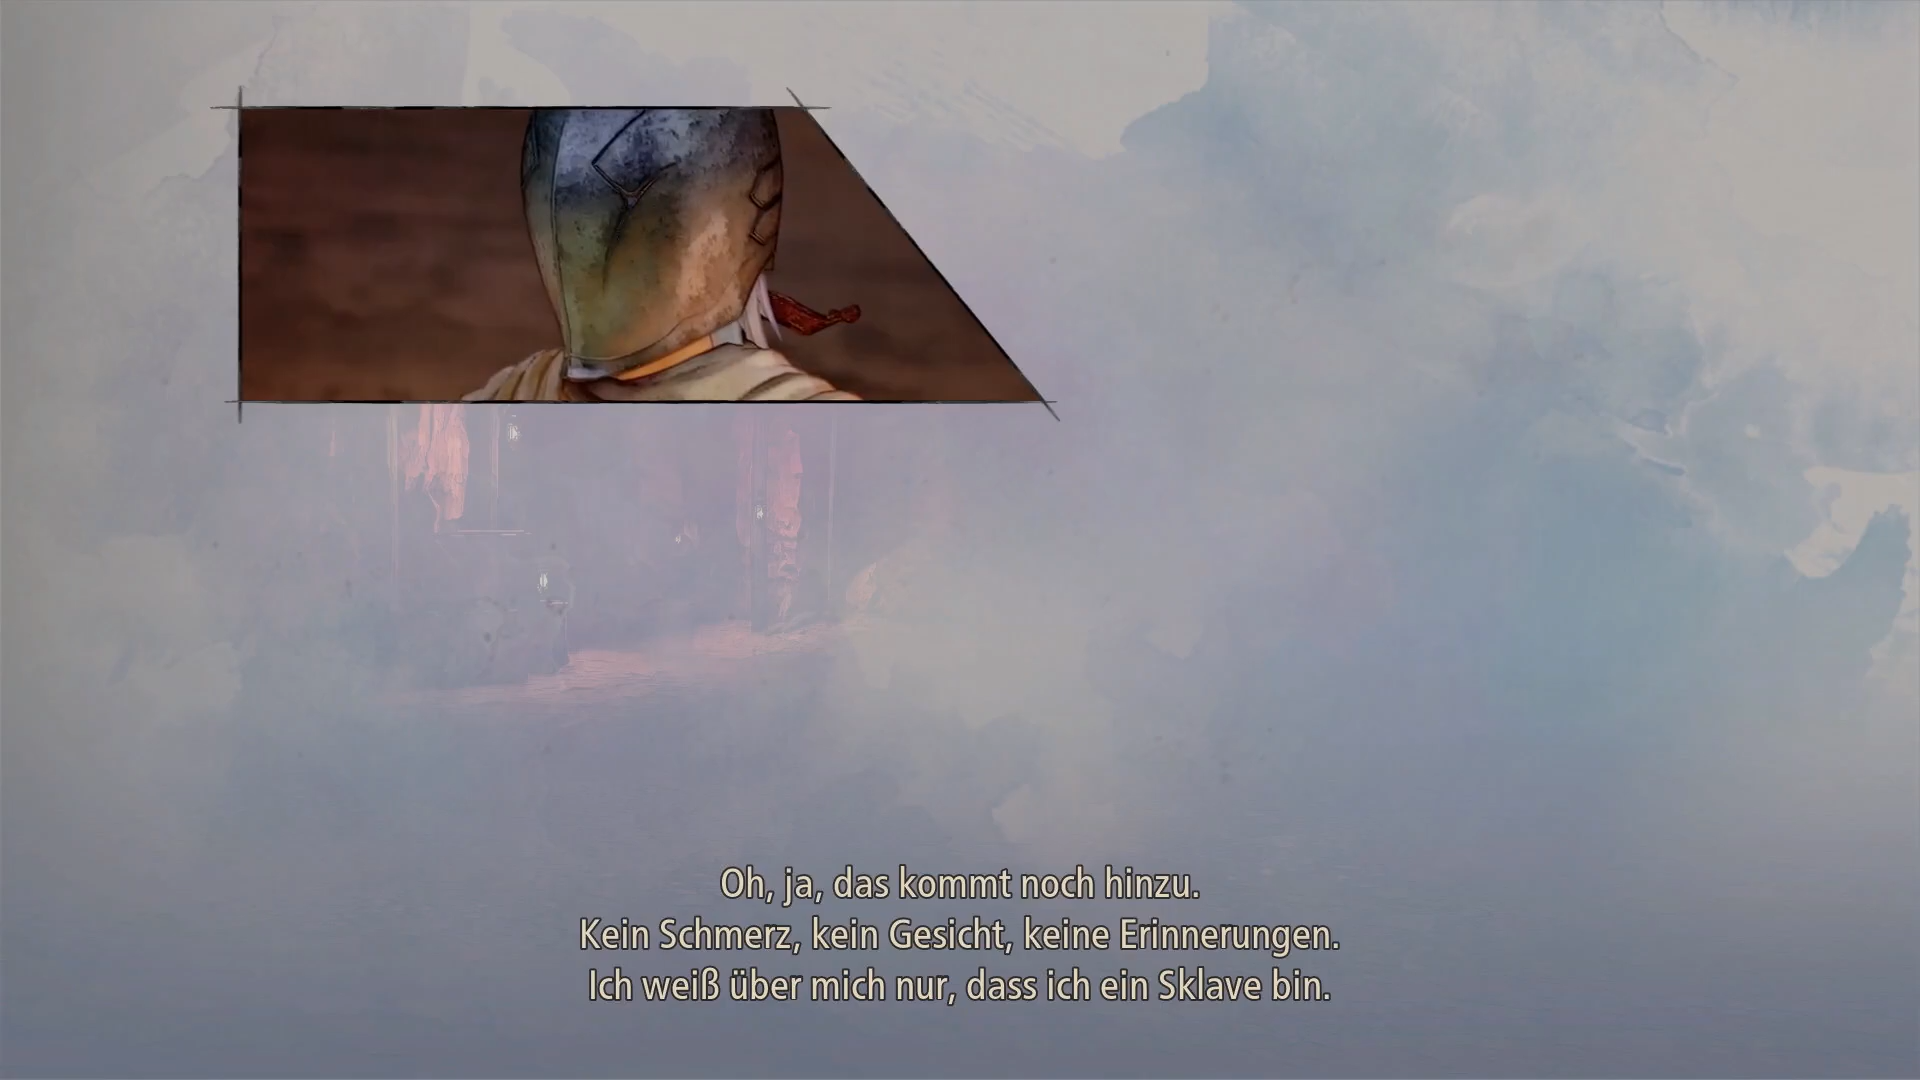 Oh, ja, das kommt noch hinzu.
Kein Schmerz, kein Gesicht, keine Erinnerungen.
Ich weiß über mich nur, dass ich ein Sklave bin.